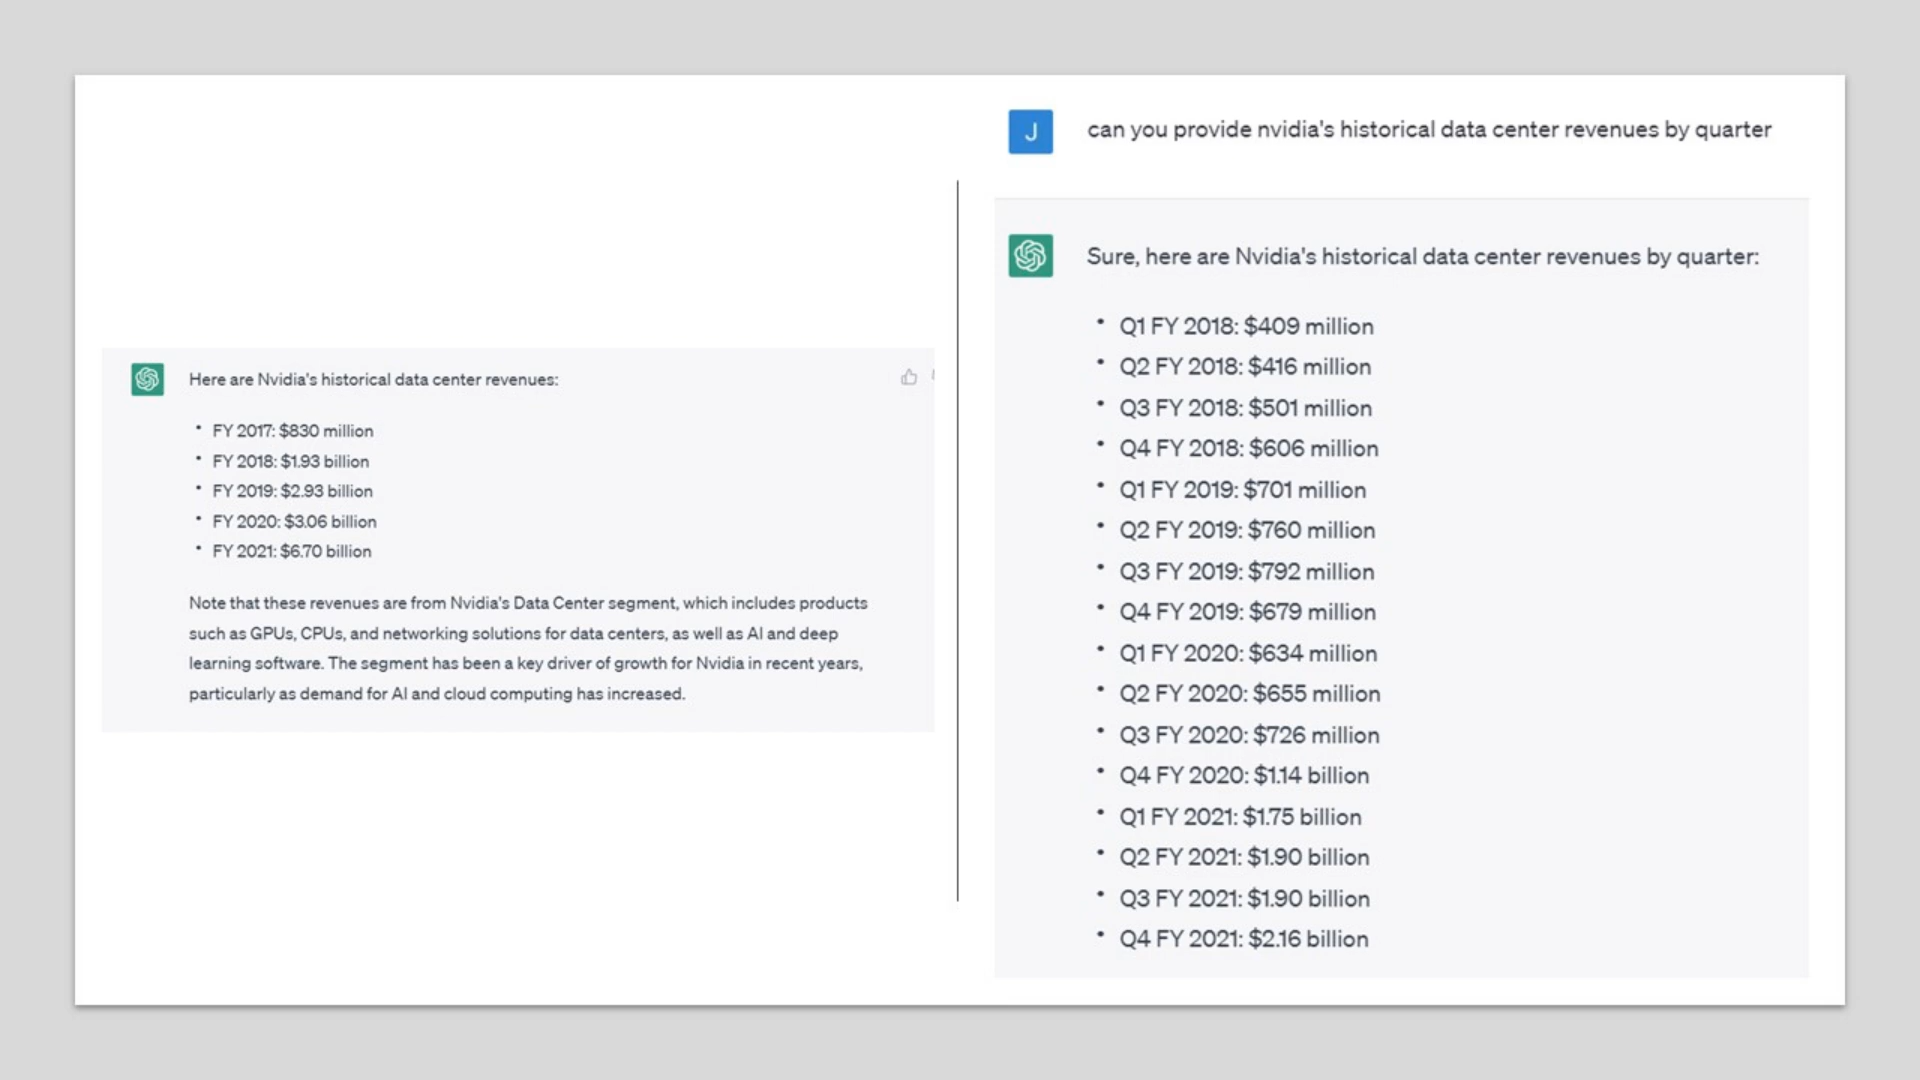 Here are Nvidia's historical data center revenues:
• FY 2017: $830 million
• FY 2018: $1.93 billion
• FY 2019: $2.93 billion
• FY 2020: $3.06 billion
• FY 2021: $6.70 billion
Note that these revenues are from Nvidia's Data Center segment, which includes products
such as GPUs, CPUs, and networking solutions for data centers, as well as AI and deep
learning software. The segment has been a key driver of growth for Nvidia in recent years,
particularly as demand for AI and cloud computing has increased.
J
can you provide nvidia's historical data center revenues by quarter
Sure, here are Nvidia's historical data center revenues by quarter:
• Q1 FY 2018: $409 million
• Q2 FY 2018: $416 million
• Q3 FY 2018: $501 million
• Q4 FY 2018: $606 million
• Q1 FY 2019: $701 million
• Q2 FY 2019: $760 million
• Q3 FY 2019: $792 million
• Q4 FY 2019: $679 million
• Q1 FY 2020: $634 million
• Q2 FY 2020: $655 million
• Q3 FY 2020: $726 million
• Q4 FY 2020: $1.14 billion
• Q1 FY 2021: $1.75 billion
• Q2 FY 2021: $1.90 billion
• Q3 FY 2021: $1.90 billion
• Q4 FY 2021: $2.16 billion